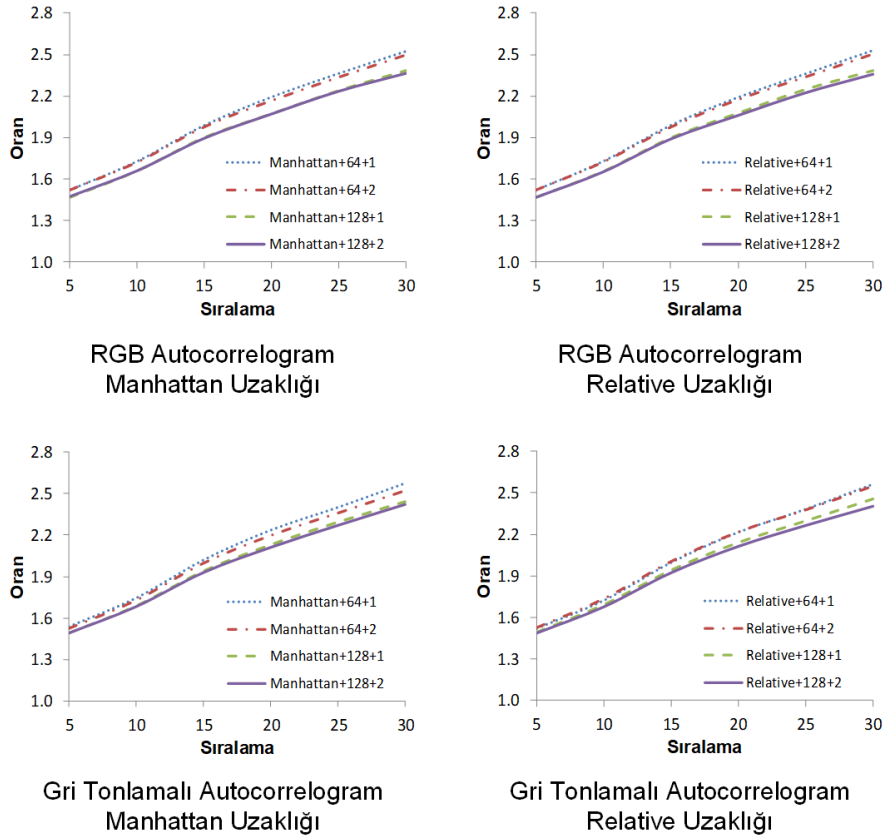 2.8
2.5
2.2
1.9
1.6
1.3
1.0
Oran
5 10 15 20 25 30
Sıralama
Manhattan+64+1
Manhattan+64+2
Manhattan+128+1
Manhattan+128+2
RGB Autocorrelogram
Manhattan Uzaklığı
2.8
2.5
2.2
1.9
1.6
1.3
1.0
Oran
5 10 15 20 25 30
Sıralama
Relative+64+1
Relative+64+2
Relative+128+1
Relative+128+2
RGB Autocorrelogram
Relative Uzaklığı
2.8
2.5
2.2
1.9
1.6
1.3
1.0
Oran
5 10 15 20 25 30
Sıralama
Manhattan+64+1
Manhattan+64+2
Manhattan+128+1
Manhattan+128+2
Gri Tonlamalı Autocorrelogram
Manhattan Uzaklığı
2.8
2.5
2.2
1.9
1.6
1.3
1.0
Oran
5 10 15 20 25 30
Sıralama
Relative+64+1
Relative+64+2
Relative+128+1
Relative+128+2
Gri Tonlamalı Autocorrelogram
Relative Uzaklığı